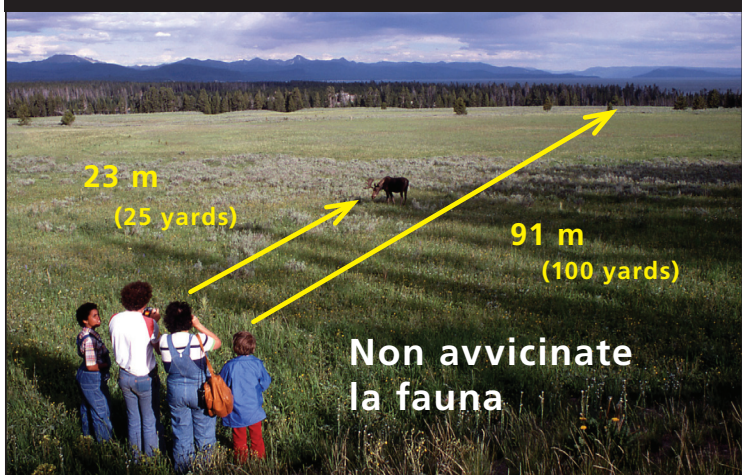 23 m
(25 yards)
91 m
(100 yards)
Non avvicinate
la fauna